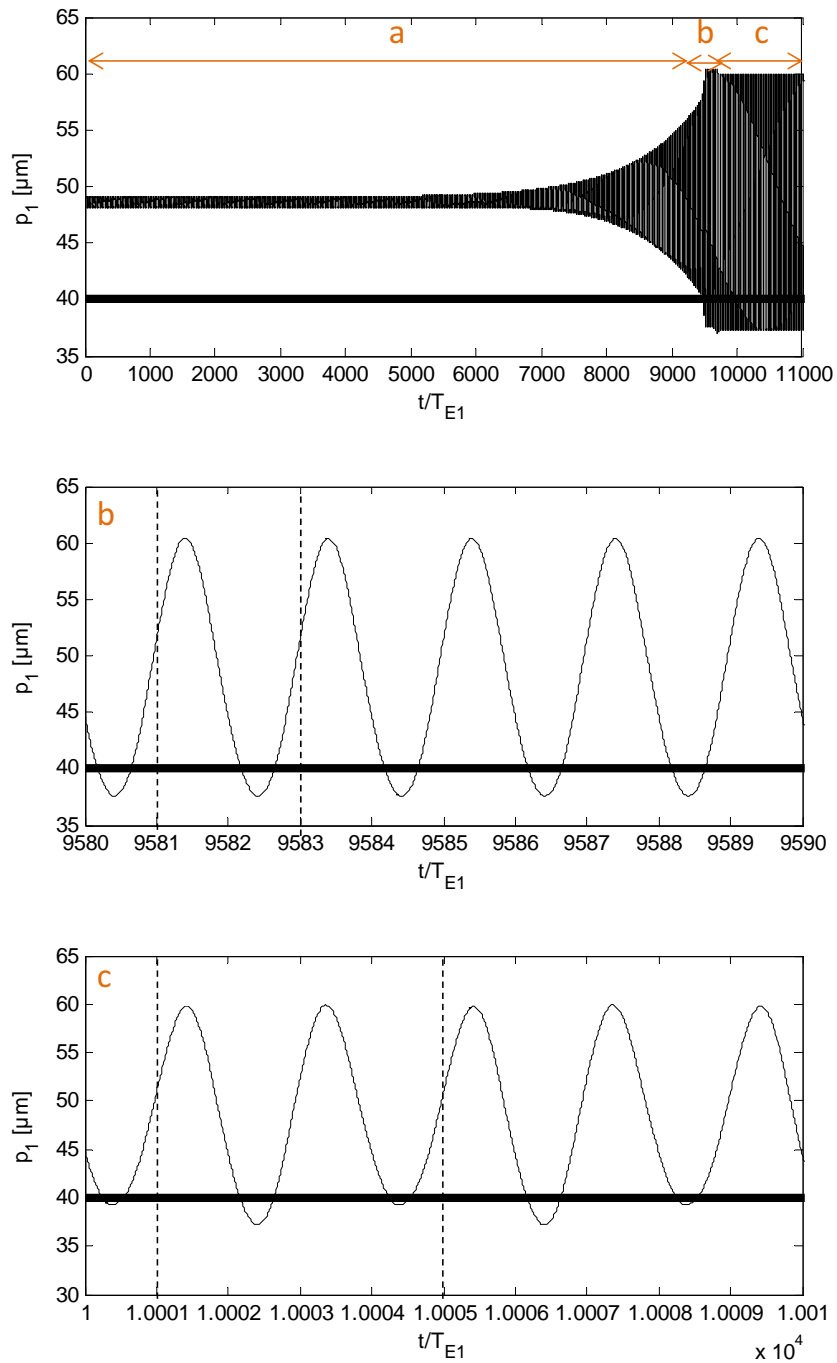 65
60
55
50
45
40
35
p1 [µm]
a
b
c
0 1000 2000 3000 4000 5000 6000 7000 8000 9000 10000 11000
t/TE1
65
60
55
50
45
40
35
p1 [µm]
b
9580 9581 9582 9583 9584 9585 9586 9587 9588 9589 9590
t/TE1
65
60
55
50
45
40
35
30
p1 [µm]
c
1 1.0001 1.0002 1.0003 1.0004 1.0005 1.0006 1.0007 1.0008 1.0009 1.001
t/TE1
x 10^4